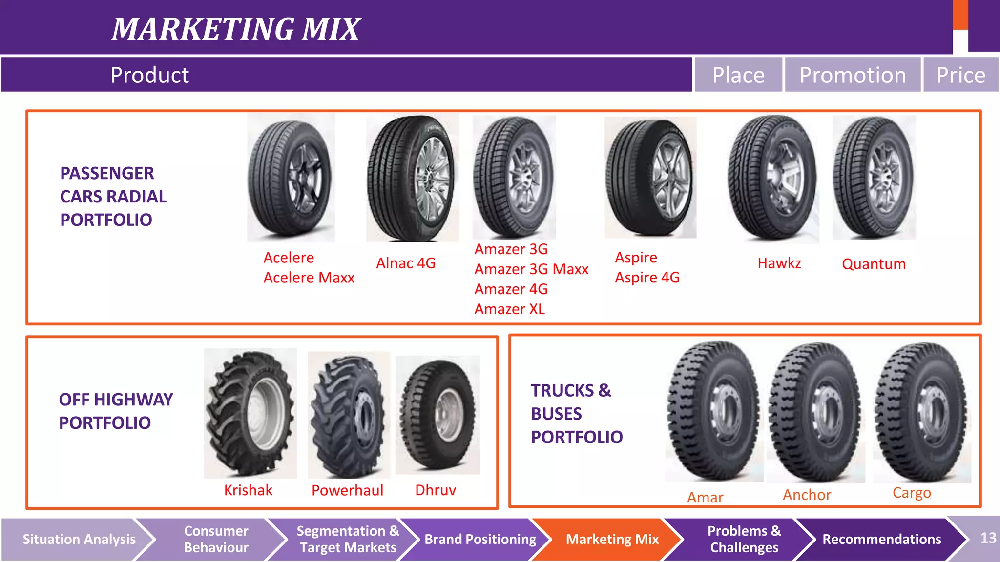 MARKETING MIX
Product
Place
Promotion
Price
PASSENGER
CARS RADIAL
PORTFOLIO
Acelere
Acelere Maxx
Alnac 4G
Amazer 3G
Amazer 3G Maxx
Amazer 4G
Amazer XL
Aspire
Aspire 4G
Hawkz
Quantum
OFF HIGHWAY
PORTFOLIO
Krishak
Powerhaul
Dhruv
TRUCKS &
BUSES
PORTFOLIO
Amar
Anchor
Cargo
Situation Analysis
Consumer
Behaviour
Segmentation &
Target Markets
Brand Positioning
Marketing Mix
Problems &
Challenges
Recommendations
13